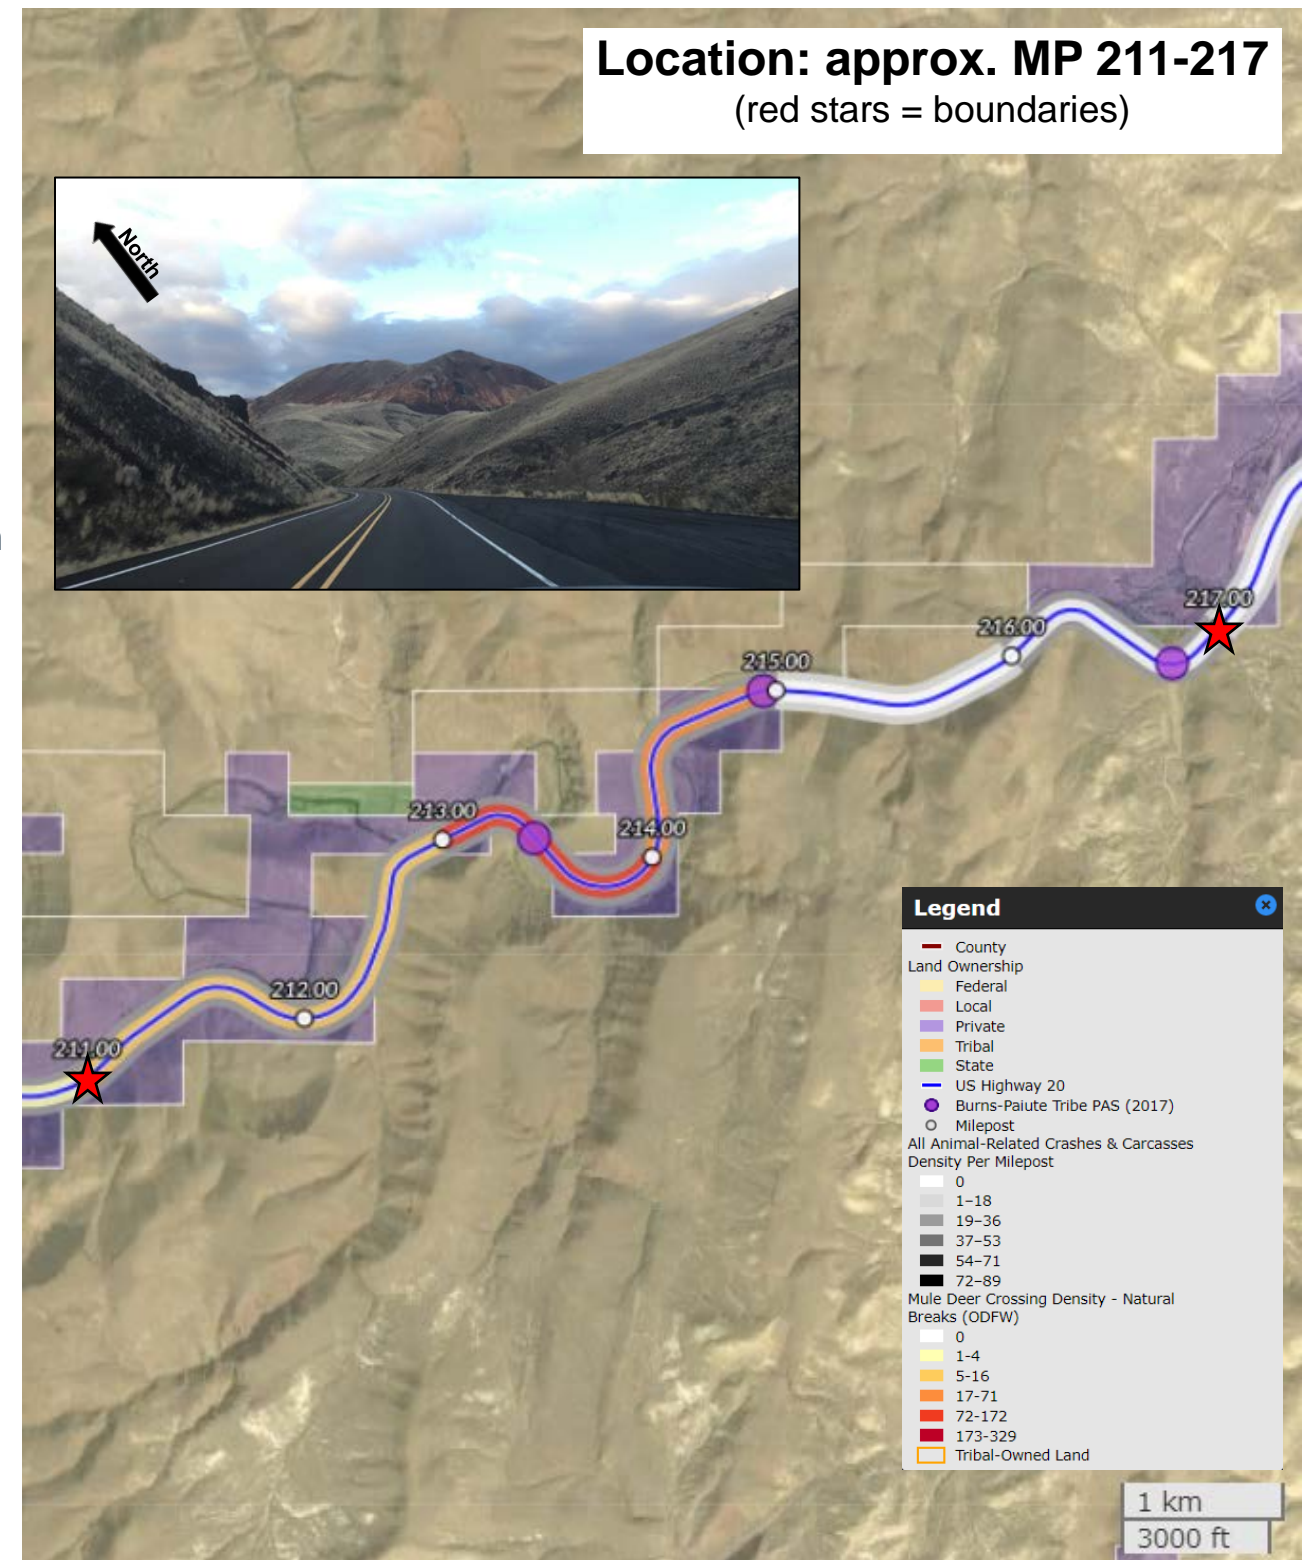 Location: approx. MP 211-217
(red stars = boundaries)
North
217.00
216.00
215.00
213.00
214.00
212.00
211.00
Legend
County
Land Ownership
Federal
Local
Private
Tribal
State
US Highway 20
Burns-Paiute Tribe PAS (2017)
Milepost
All Animal-Related Crashes & Carcasses
Density Per Milepost
0
1–18
19–36
37–53
54–71
72–89
Mule Deer Crossing Density - Natural
Breaks (ODFW)
0
1-4
5-16
17-71
72-172
173-329
Tribal-Owned Land
1 km
3000 ft